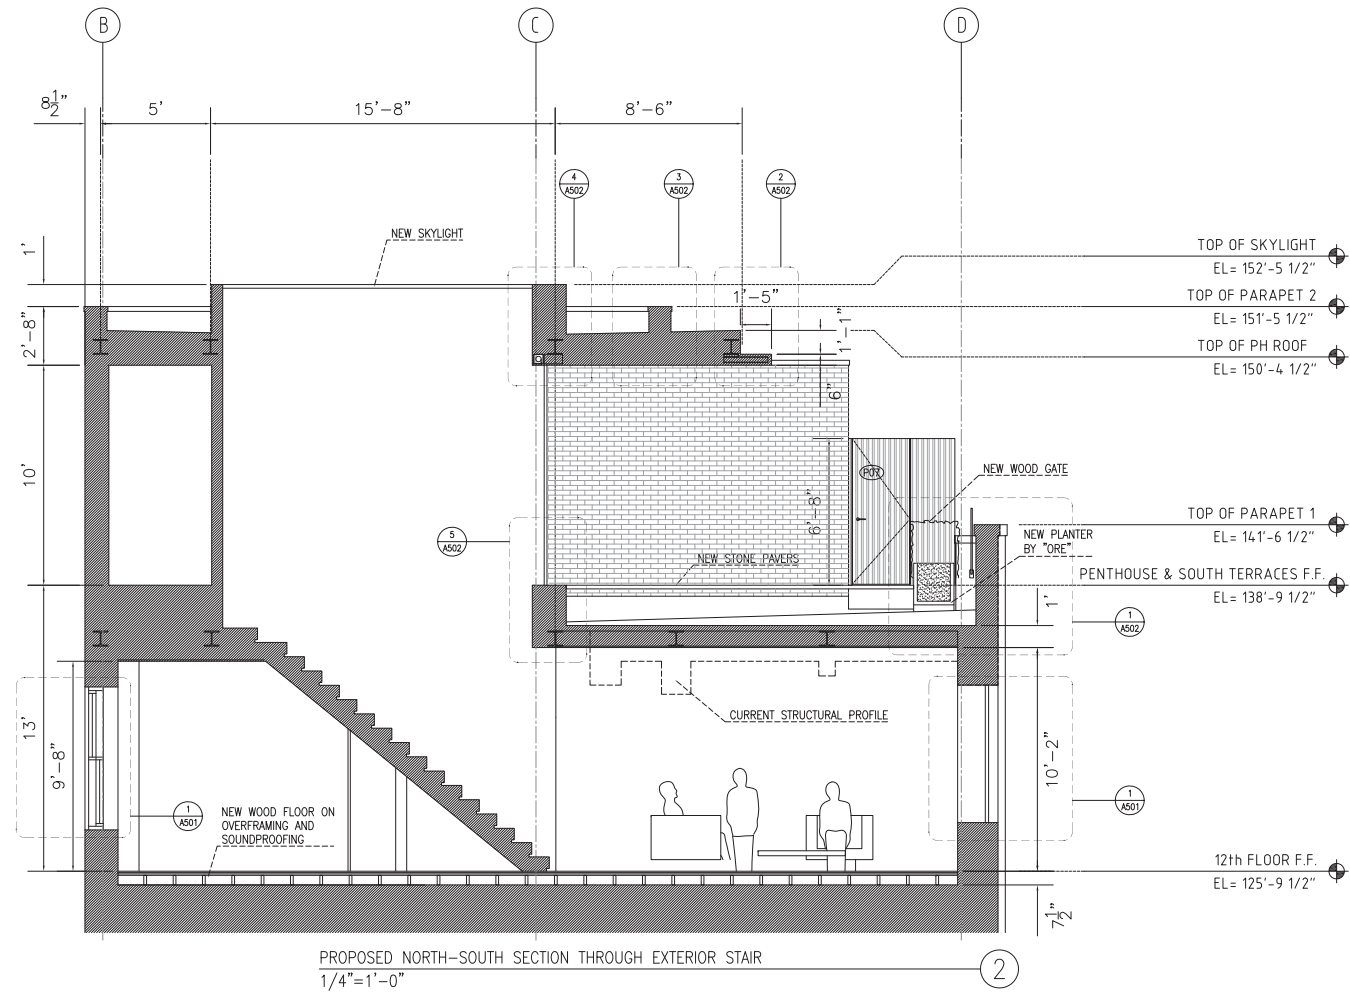 B
C
D
8 1/2"
5'
15'-8"
8'-6"
4
A502
3
A502
2
A502
NEW SKYLIGHT
1'
TOP OF SKYLIGHT
EL= 152'-5 1/2"
1'-5"
TOP OF PARAPET 2
EL= 151'-5 1/2"
2'-8"
1'-1"
TOP OF PH ROOF
EL= 150'-4 1/2"
6"
10'
P07
NEW WOOD GATE
6'-8"
TOP OF PARAPET 1
EL= 141'-6 1/2"
5
A502
NEW PLANTER
BY "ORE"
NEW STONE PAVERS
PENTHOUSE & SOUTH TERRACES F.F.
EL= 138'-9 1/2"
1'
1
A502
CURRENT STRUCTURAL PROFILE
13'
9'-8"
10'-2"
1
A501
NEW WOOD FLOOR ON
OVERFRAMING AND
SOUNDPROOFING
1
A501
12th FLOOR F.F.
EL= 125'-9 1/2"
7 1/2"
PROPOSED NORTH-SOUTH SECTION THROUGH EXTERIOR STAIR
1/4"=1'-0"
2